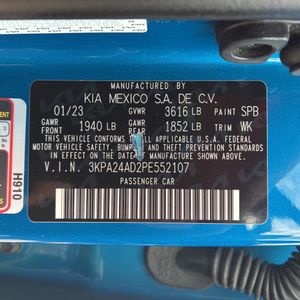 MANUFACTURED BY
KIA MEXICO S.A. DE C.V.
01/23 GVWR 3616 LB PAINT SPB
GAWR FRONT 1940 LB GAWR REAR 1852 LB TRIM WK
THIS VEHICLE CONFORMS TO ALL APPLICABLE U.S. FEDERAL
MOTOR VEHICLE SAFETY, BUMPER, AND THEFT PREVENTION
STANDARDS IN EFFECT ON THE DATE OF MANUFACTURE SHOWN ABOVE.
V.I.N. 3KPA24AD2PE552107
PASSENGER CAR
H910